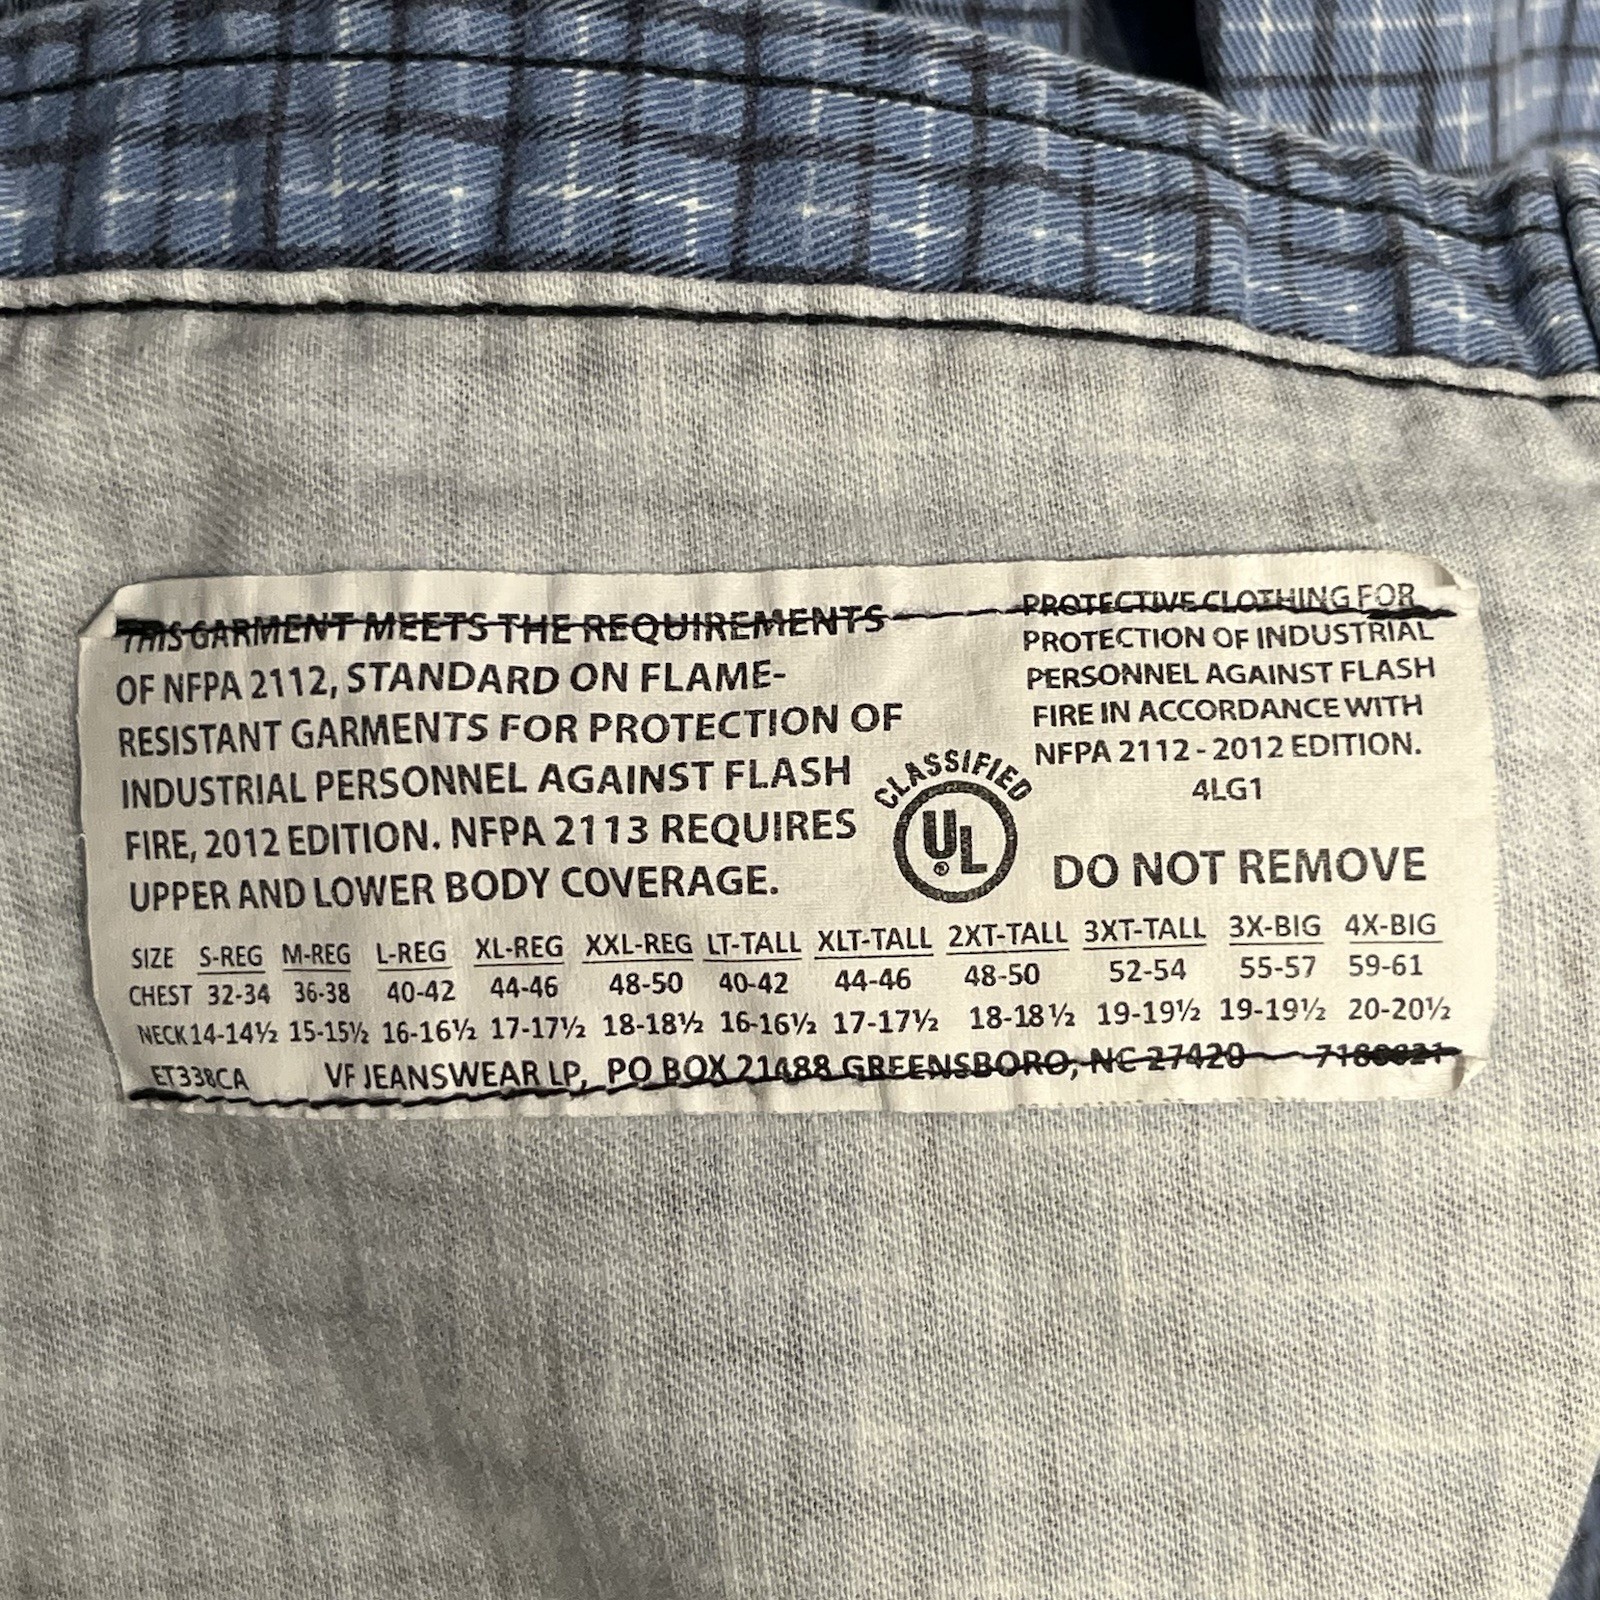 THIS GARMENT MEETS THE REQUIREMENTS
OF NFPA 2112, STANDARD ON FLAME-
RESISTANT GARMENTS FOR PROTECTION OF
INDUSTRIAL PERSONNEL AGAINST FLASH
FIRE, 2012 EDITION. NFPA 2113 REQUIRES
UPPER AND LOWER BODY COVERAGE.
CLASSIFIED
UL
®
PROTECTIVE CLOTHING FOR
PROTECTION OF INDUSTRIAL
PERSONNEL AGAINST FLASH
FIRE IN ACCORDANCE WITH
NFPA 2112 - 2012 EDITION.
4LG1
DO NOT REMOVE
SIZE S-REG M-REG L-REG XL-REG XXL-REG LT-TALL XLT-TALL 2XT-TALL 3XT-TALL 3X-BIG 4X-BIG
CHEST 32-34 36-38 40-42 44-46 48-50 40-42 44-46 48-50 52-54 55-57 59-61
NECK 14-14½ 15-15½ 16-16½ 17-17½ 18-18½ 16-16½ 17-17½ 18-18½ 19-19½ 19-19½ 20-20½
ET338CA VF JEANSWEAR LP, PO BOX 21488 GREENSBORO, NC 27420